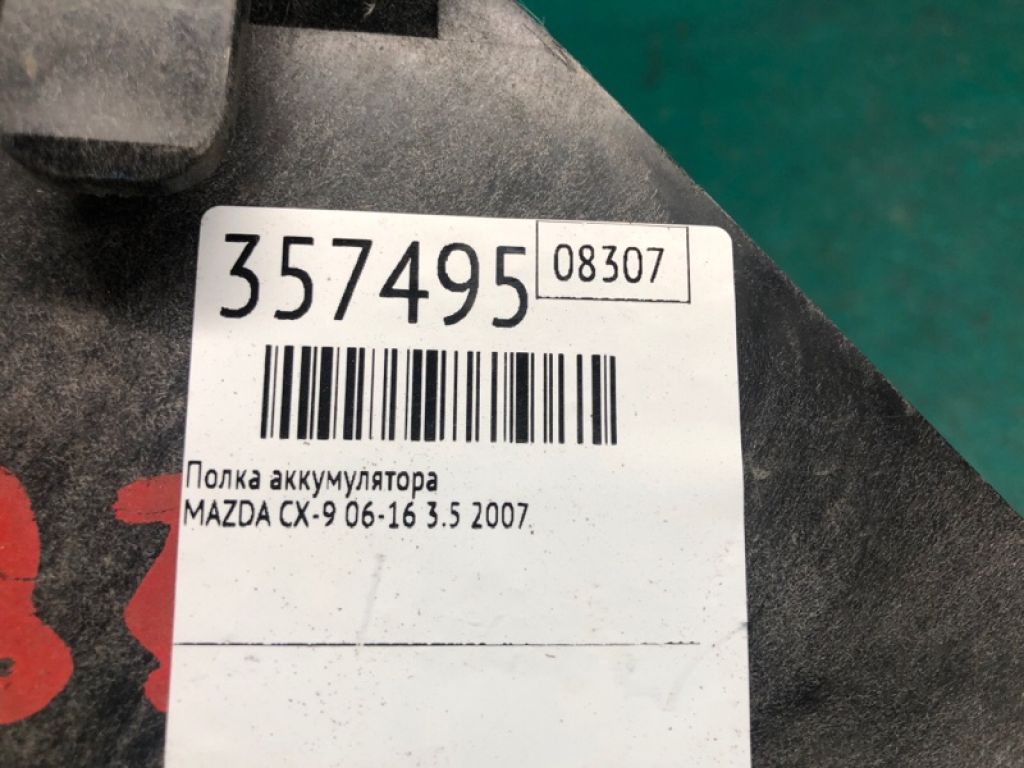 357495
08307
Полка аккумулятора
MAZDA CX-9 06-16 3.5 2007